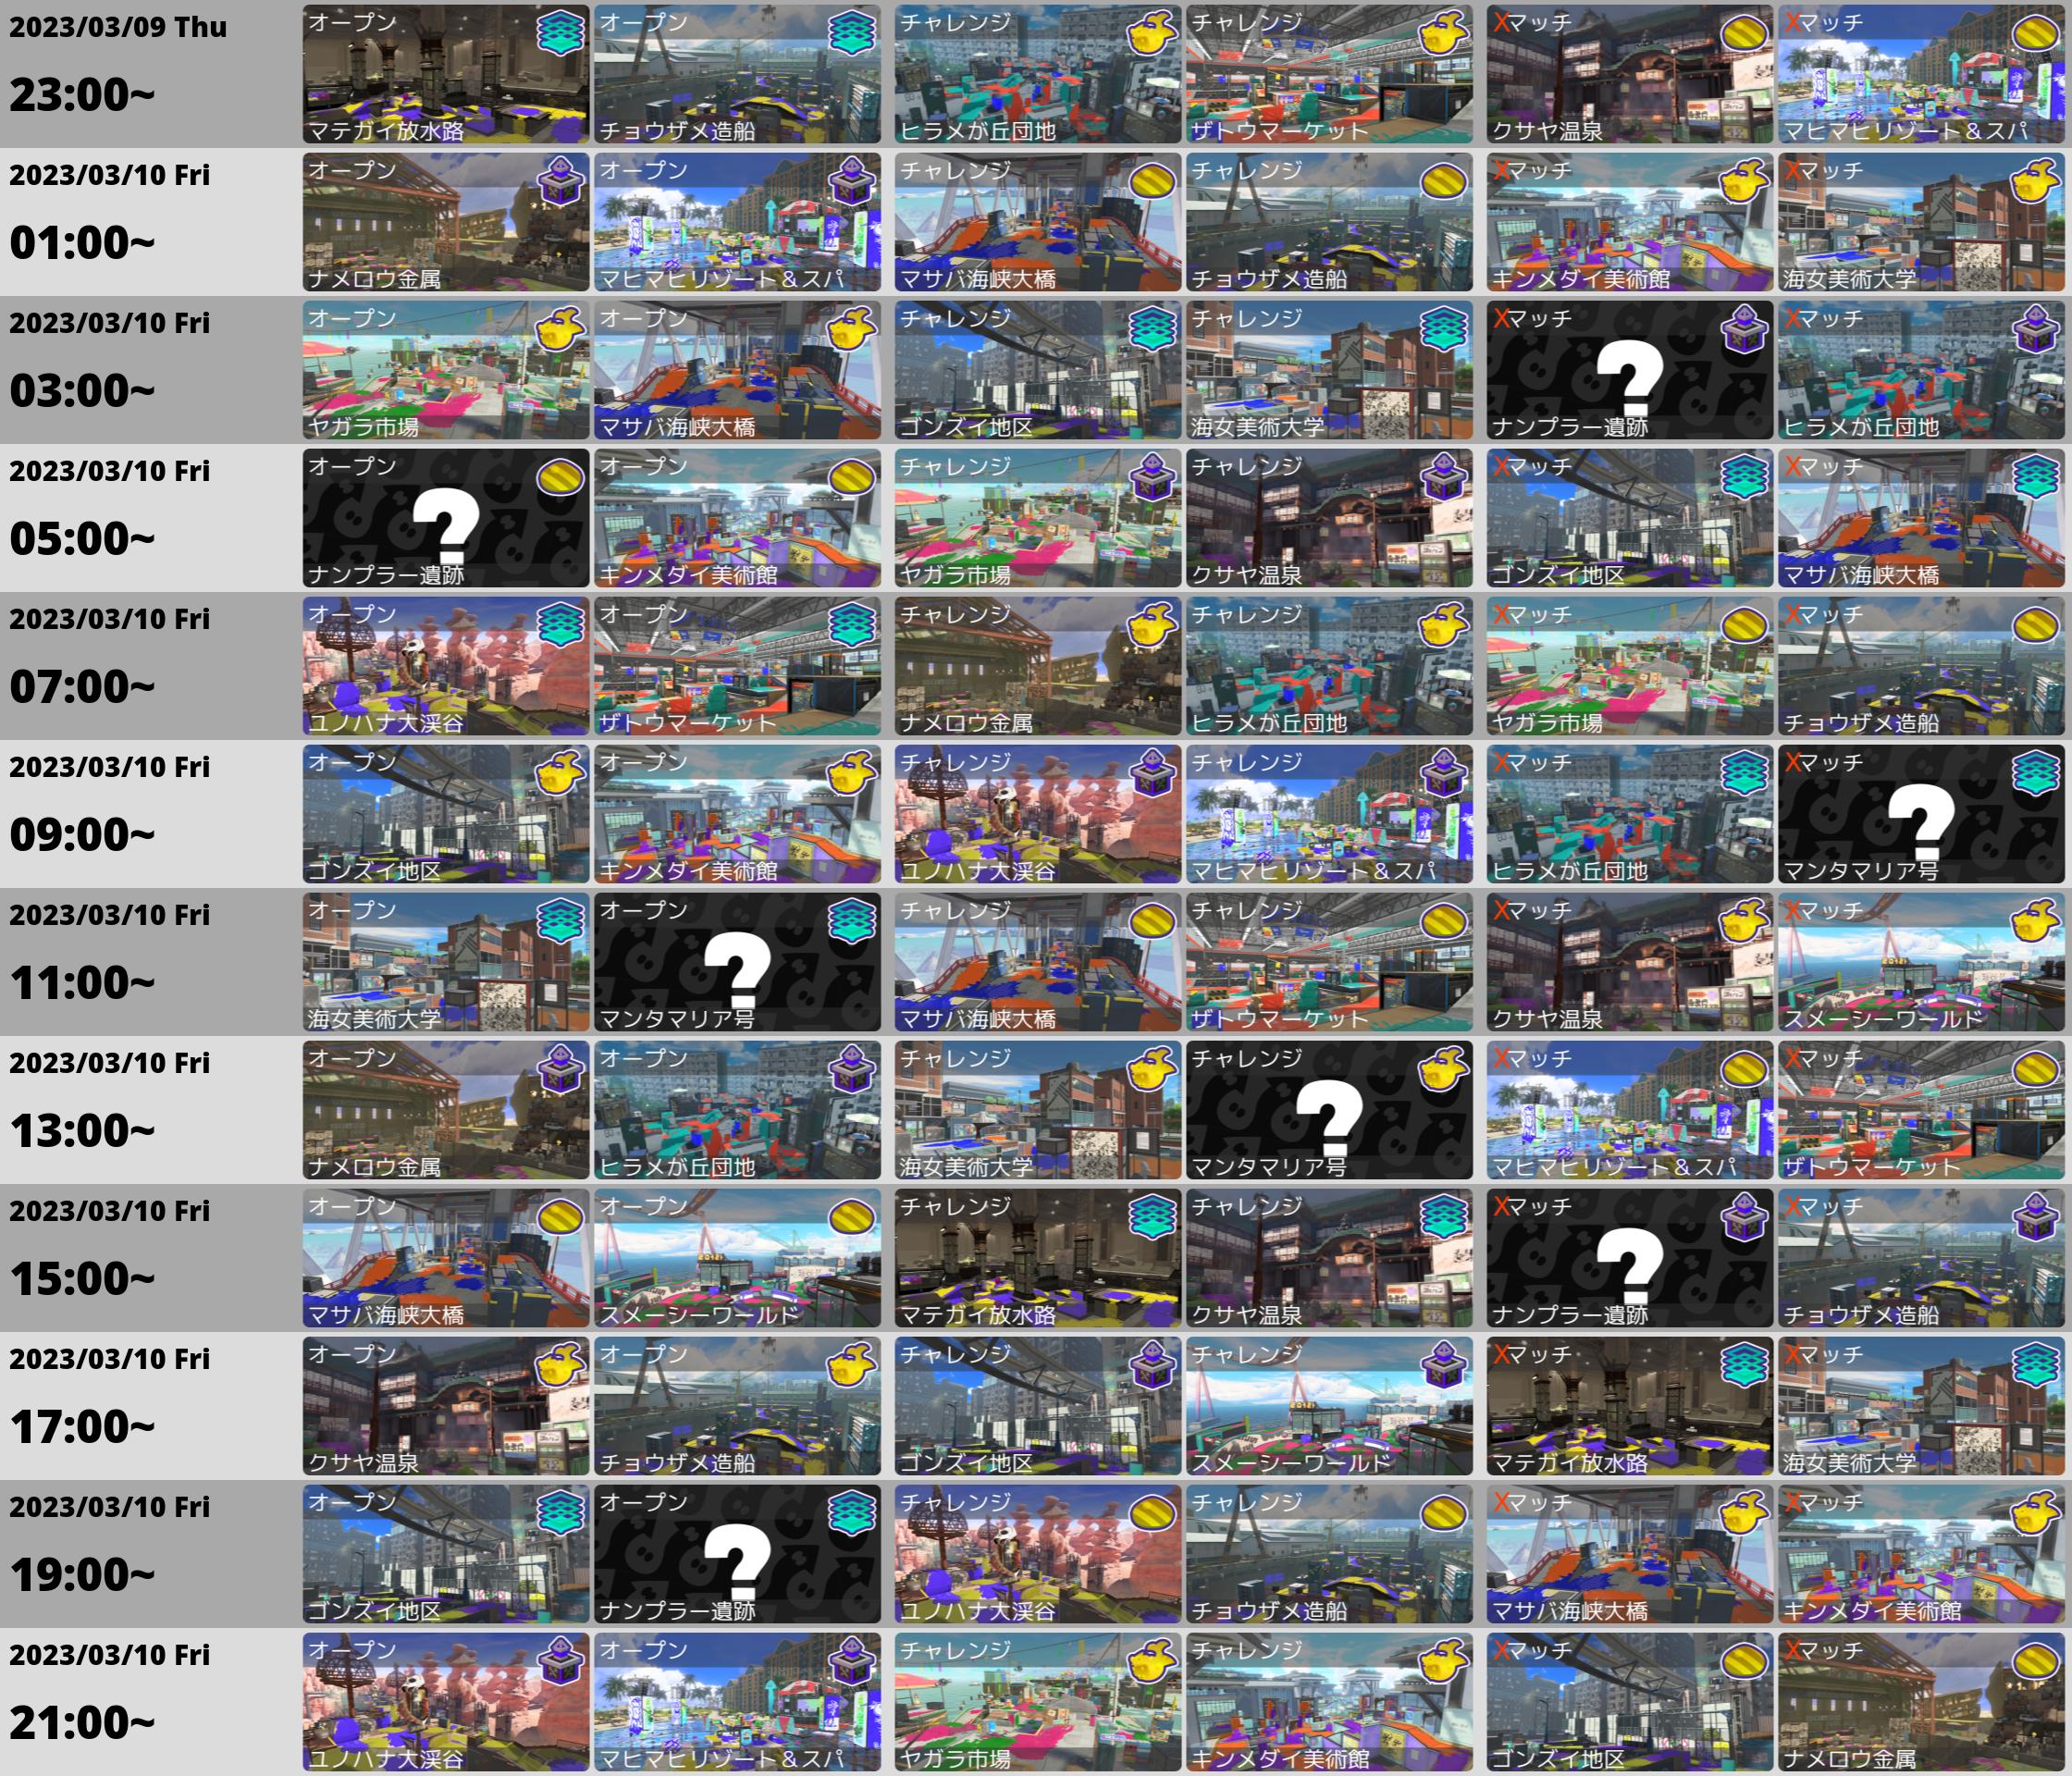 2023/03/09 Thu
23:00~
オープン
マテガイ放水路
オープン
チョウザメ造船
チャレンジ
ヒラメが丘団地
チャレンジ
ザトウマーケット
Xマッチ
クサヤ温泉
Xマッチ
マヒマヒリゾート&スパ
2023/03/10 Fri
01:00~
オープン
ナメロウ金属
オープン
マヒマヒリゾート&スパ
チャレンジ
マサバ海峡大橋
チャレンジ
チョウザメ造船
Xマッチ
キンメダイ美術館
Xマッチ
海女美術大学
2023/03/10 Fri
03:00~
オープン
ヤガラ市場
オープン
マサバ海峡大橋
チャレンジ
ゴンズイ地区
チャレンジ
海女美術大学
Xマッチ
?
ナンプラー遺跡
Xマッチ
ヒラメが丘団地
2023/03/10 Fri
05:00~
オープン
?
ナンプラー遺跡
オープン
キンメダイ美術館
チャレンジ
ヤガラ市場
チャレンジ
クサヤ温泉
Xマッチ
ゴンズイ地区
Xマッチ
マサバ海峡大橋
2023/03/10 Fri
07:00~
オープン
ユノハナ大渓谷
オープン
ザトウマーケット
チャレンジ
ナメロウ金属
チャレンジ
ヒラメが丘団地
Xマッチ
ヤガラ市場
Xマッチ
チョウザメ造船
2023/03/10 Fri
09:00~
オープン
ゴンズイ地区
オープン
キンメダイ美術館
チャレンジ
ユノハナ大渓谷
チャレンジ
マヒマヒリゾート&スパ
Xマッチ
ヒラメが丘団地
Xマッチ
?
マンタマリア号
2023/03/10 Fri
11:00~
オープン
海女美術大学
オープン
?
マンタマリア号
チャレンジ
マサバ海峡大橋
チャレンジ
ザトウマーケット
Xマッチ
クサヤ温泉
Xマッチ
スメーシーワールド
2023/03/10 Fri
13:00~
オープン
ナメロウ金属
オープン
ヒラメが丘団地
チャレンジ
海女美術大学
チャレンジ
?
マンタマリア号
Xマッチ
マヒマヒリゾート&スパ
Xマッチ
ザトウマーケット
2023/03/10 Fri
15:00~
オープン
マサバ海峡大橋
オープン
スメーシーワールド
チャレンジ
マテガイ放水路
チャレンジ
クサヤ温泉
Xマッチ
?
ナンプラー遺跡
Xマッチ
チョウザメ造船
2023/03/10 Fri
17:00~
オープン
クサヤ温泉
オープン
チョウザメ造船
チャレンジ
ゴンズイ地区
チャレンジ
スメーシーワールド
Xマッチ
マテガイ放水路
Xマッチ
海女美術大学
2023/03/10 Fri
19:00~
オープン
ゴンズイ地区
オープン
?
ナンプラー遺跡
チャレンジ
ユノハナ大渓谷
チャレンジ
チョウザメ造船
Xマッチ
マサバ海峡大橋
Xマッチ
キンメダイ美術館
2023/03/10 Fri
21:00~
オープン
ユノハナ大渓谷
オープン
マヒマヒリゾート&スパ
チャレンジ
ヤガラ市場
チャレンジ
キンメダイ美術館
Xマッチ
ゴンズイ地区
Xマッチ
ナメロウ金属